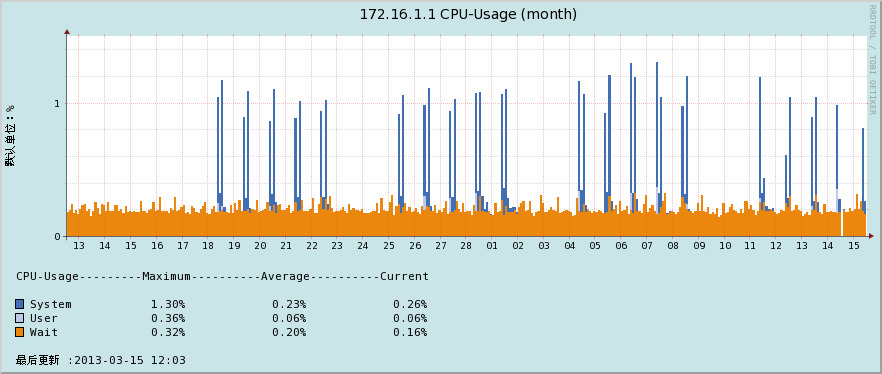 172.16.1.1 CPU-Usage (month)
RRDTOOL / TOBI OETIKER
默认单位: %
1
0
13 14 15 16 17 18 19 20 21 22 23 24 25 26 27 28 01 02 03 04 05 06 07 08 09 10 11 12 13 14 15
CPU-Usage---------Maximum----------Average----------Current
System 1.30% 0.23% 0.26%
User 0.36% 0.06% 0.06%
Wait 0.32% 0.20% 0.16%
最后更新 :2013-03-15 12:03